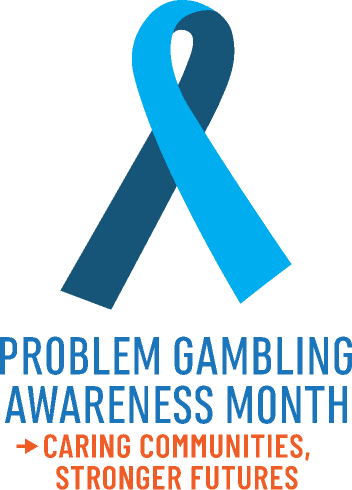 PROBLEM GAMBLING
AWARENESS MONTH
→ CARING COMMUNITIES,
STRONGER FUTURES